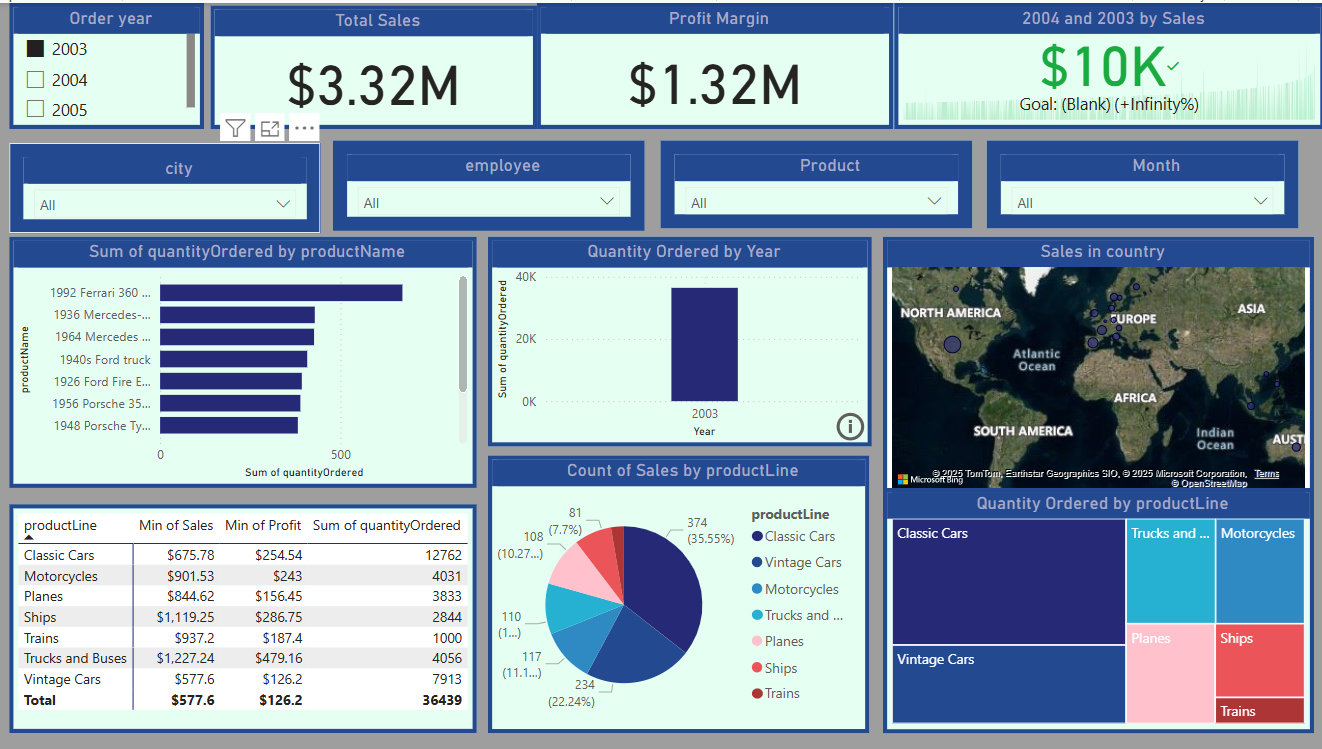 Order year
2003
2004
2005
Total Sales
$3.32M
Profit Margin
$1.32M
2004 and 2003 by Sales
$10K
Goal: (Blank) (+Infinity%)
city
All
employee
All
Product
All
Month
All
Sum of quantityOrdered by productName
productName
1992 Ferrari 360 ...
1936 Mercedes-...
1964 Mercedes ...
1940s Ford truck
1926 Ford Fire E...
1956 Porsche 35...
1948 Porsche Ty...
0 500
Sum of quantityOrdered
Quantity Ordered by Year
Sum of quantityOrdered
40K
20K
0K
2003
Year
Sales in country
NORTH AMERICA
EUROPE
ASIA
Atlantic
Ocean
AFRICA
SOUTH AMERICA
Indian
Ocean
AUST
© 2025 TomTom, Earthstar Geographics SIO, © 2025 Microsoft Corporation, Terms
Microsoft Bing
© OpenStreetMap
productLine Min of Sales Min of Profit Sum of quantityOrdered
Classic Cars $675.78 $254.54 12762
Motorcycles $901.53 $243 4031
Planes $844.62 $156.45 3833
Ships $1,119.25 $286.75 2844
Trains $937.2 $187.4 1000
Trucks and Buses $1,227.24 $479.16 4056
Vintage Cars $577.6 $126.2 7913
Total $577.6 $126.2 36439
Count of Sales by productLine
374
(35.55%)
234
(22.24%)
117
(11.1...)
110
(1...)
108
(10.27...)
81
(7.7%)
productLine
Classic Cars
Vintage Cars
Motorcycles
Trucks and ...
Planes
Ships
Trains
Quantity Ordered by productLine
Classic Cars
Vintage Cars
Trucks and ...
Motorcycles
Planes
Ships
Trains